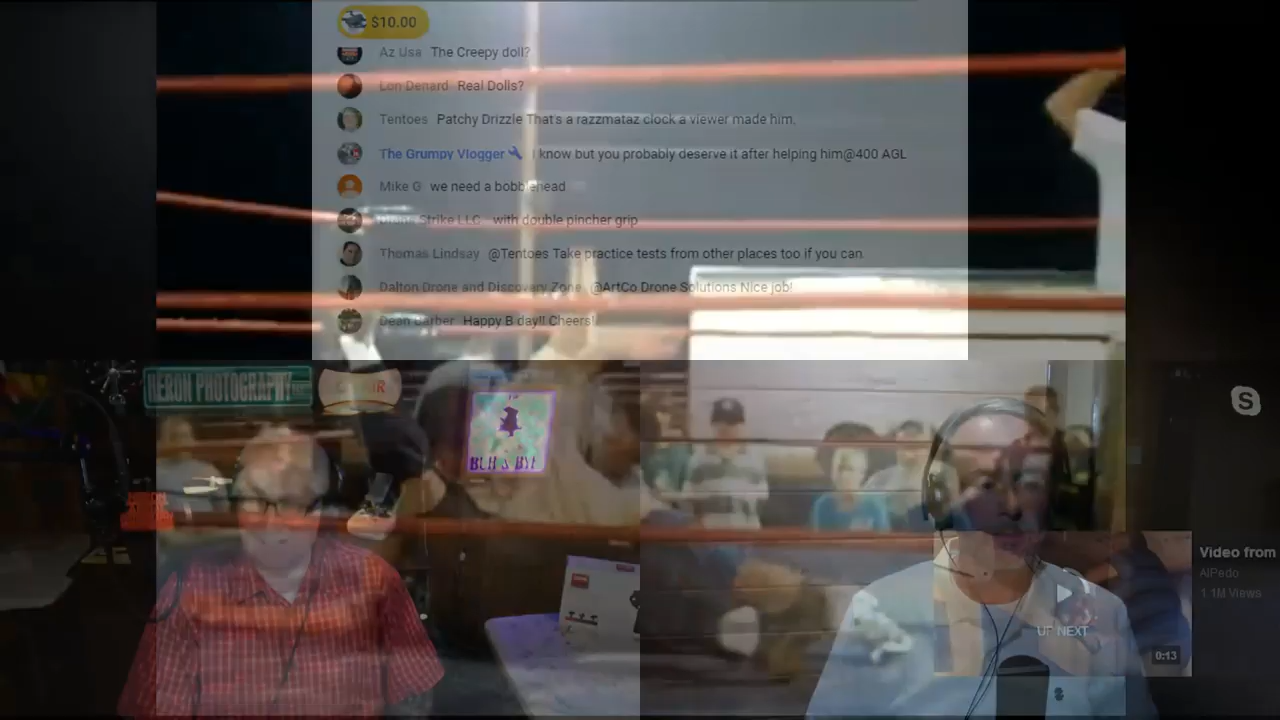 $10.00
Az Usa The Creepy doll?
Lon Denard Real Dolls?
Tentoes Patchy Drizzle That's a razzmataz clock a viewer made him.
The Grumpy Vlogger I know but you probably deserve it after helping him@400 AGL
Mike G we need a bobblehead
Strike LLC with double pincher grip
Thomas Lindsay @Tentoes Take practice tests from other places too if you can.
Dalton Drone and Discovery Zone @ArtCo Drone Solutions Nice job!
Dean Barber Happy B day!! Cheers!
HERON PHOTOGRAPHY
S
Video from
AlPedo
1.1M Views
UP NEXT
0:13